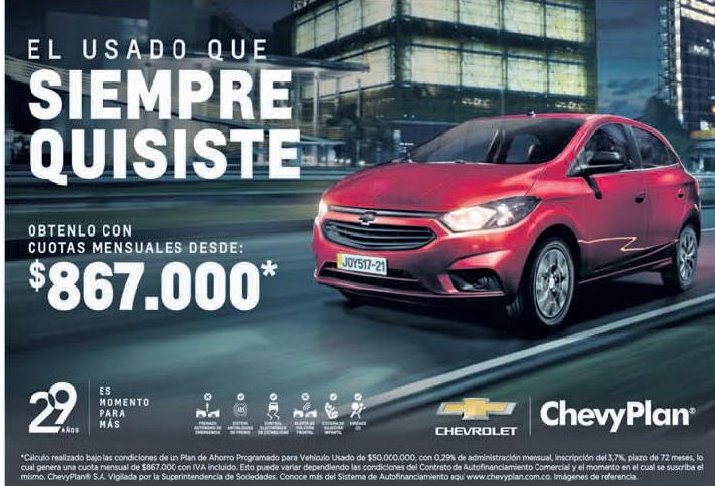 EL USADO QUE
SIEMPRE
QUISISTE
OBTENLO CON
CUOTAS MENSUALES DESDE:
$867.000*
JOY517-21
29
AÑOS
ES
MOMENTO
PARA
MÁS
CHEVROLET
ChevyPlan®
*Cálculo realizado bajo las condiciones de un Plan de Ahorro Programado para Vehículo Usado de $50.000.000, con 0,29% de administración mensual, inscripción del 3,7%, plazo de 72 meses, lo
cual genera una cuota mensual de $867.000 con IVA incluido. Esto puede variar dependiendo las condiciones del Contrato de Autofinanciamiento Comercial y el momento en el cual se suscriba el
mismo. ChevyPlan® S.A. Vigilada por la Superintendencia de Sociedades. Conoce más del Sistema de Autofinanciamiento aquí www.chevyplan.com.co. Imágenes de referencia.